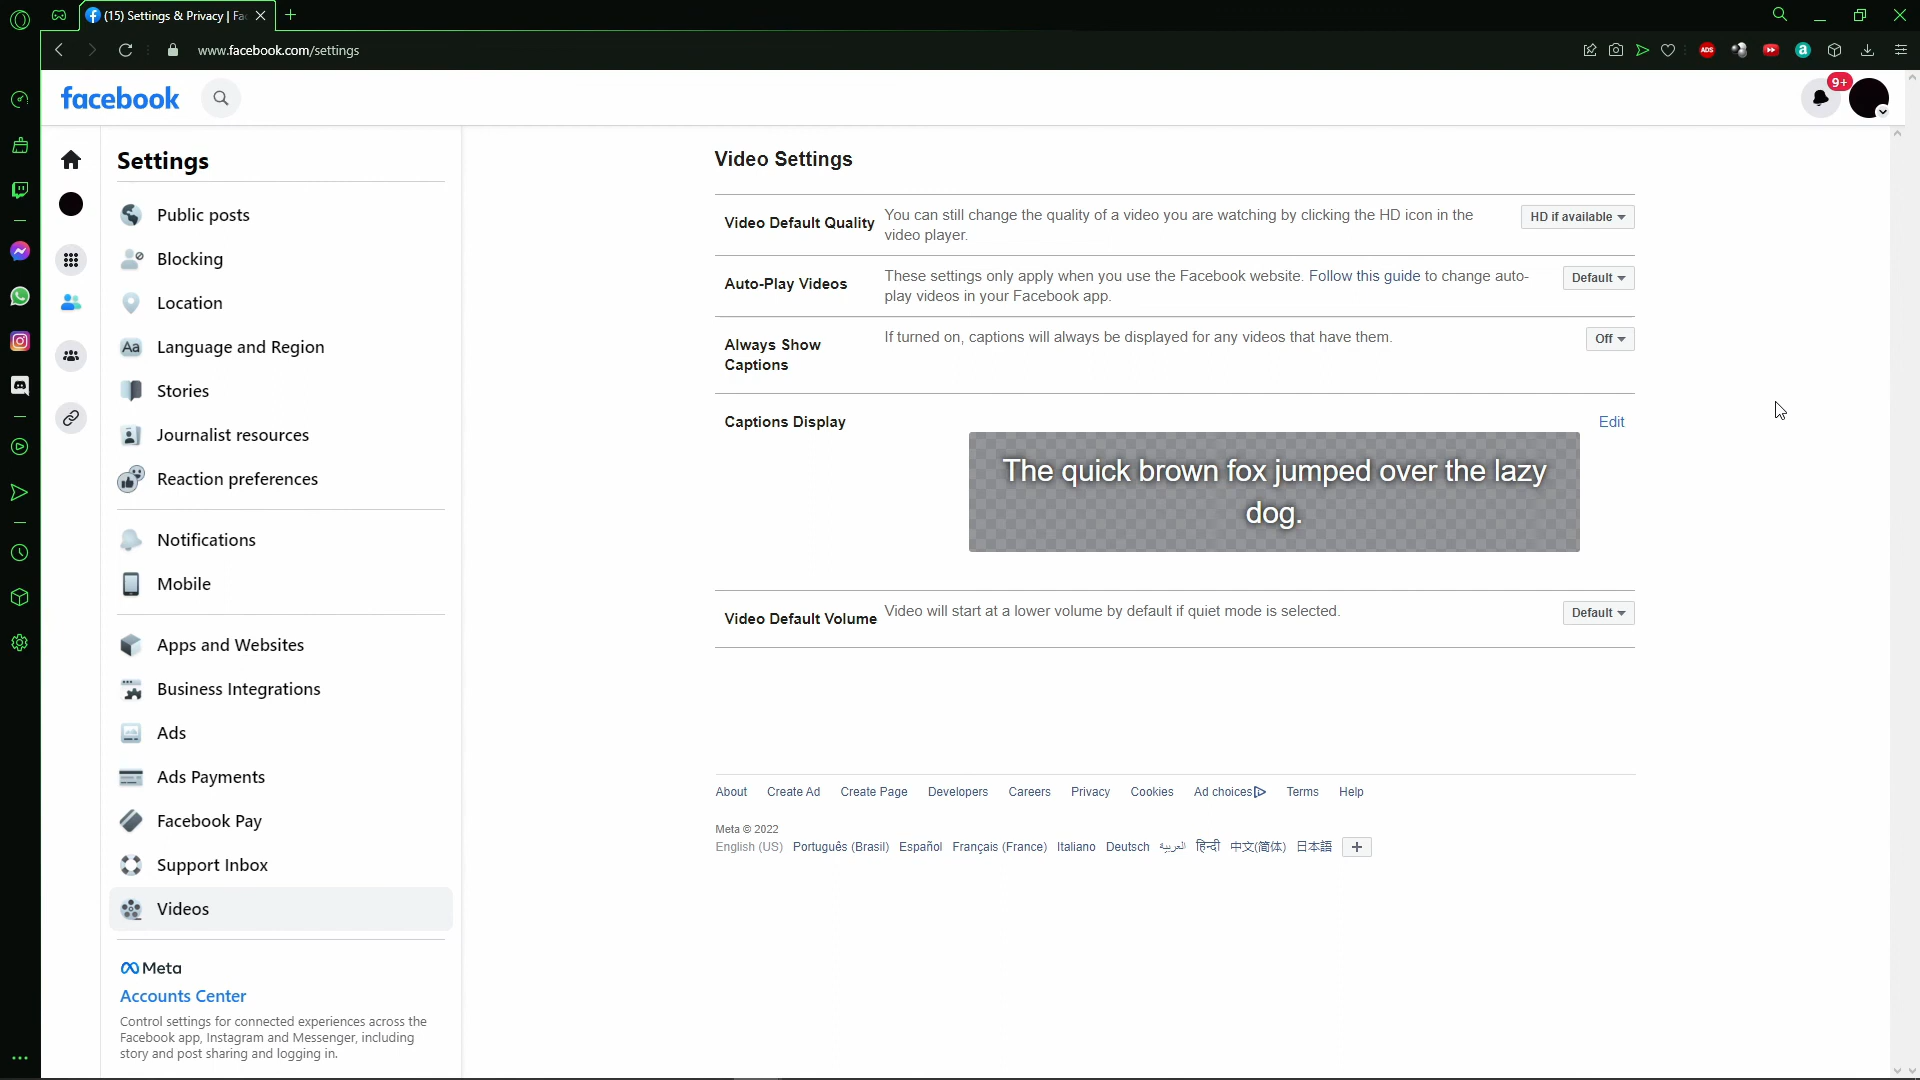 (15) Settings & Privacy | Fac
www.facebook.com/settings
ADS
a
facebook
9+
Settings
Public posts
Blocking
Location
Aa
Language and Region
Stories
Journalist resources
Reaction preferences
Notifications
Mobile
Apps and Websites
Business Integrations
Ads
Ads Payments
Facebook Pay
Support Inbox
Videos
Meta
Accounts Center
Control settings for connected experiences across the
Facebook app, Instagram and Messenger, including
story and post sharing and logging in.
Video Settings
Video Default Quality
You can still change the quality of a video you are watching by clicking the HD icon in the
video player.
HD if available
Auto-Play Videos
These settings only apply when you use the Facebook website. Follow this guide to change auto-
play videos in your Facebook app.
Default
Always Show
Captions
If turned on, captions will always be displayed for any videos that have them.
Off
Captions Display
Edit
The quick brown fox jumped over the lazy
dog.
Video Default Volume
Video will start at a lower volume by default if quiet mode is selected.
Default
About Create Ad Create Page Developers Careers Privacy Cookies Ad choices Terms Help
Meta © 2022
English (US) Português (Brasil) Español Français (France) Italiano Deutsch العربية हिन्दी 中文(简体) 日本語 +